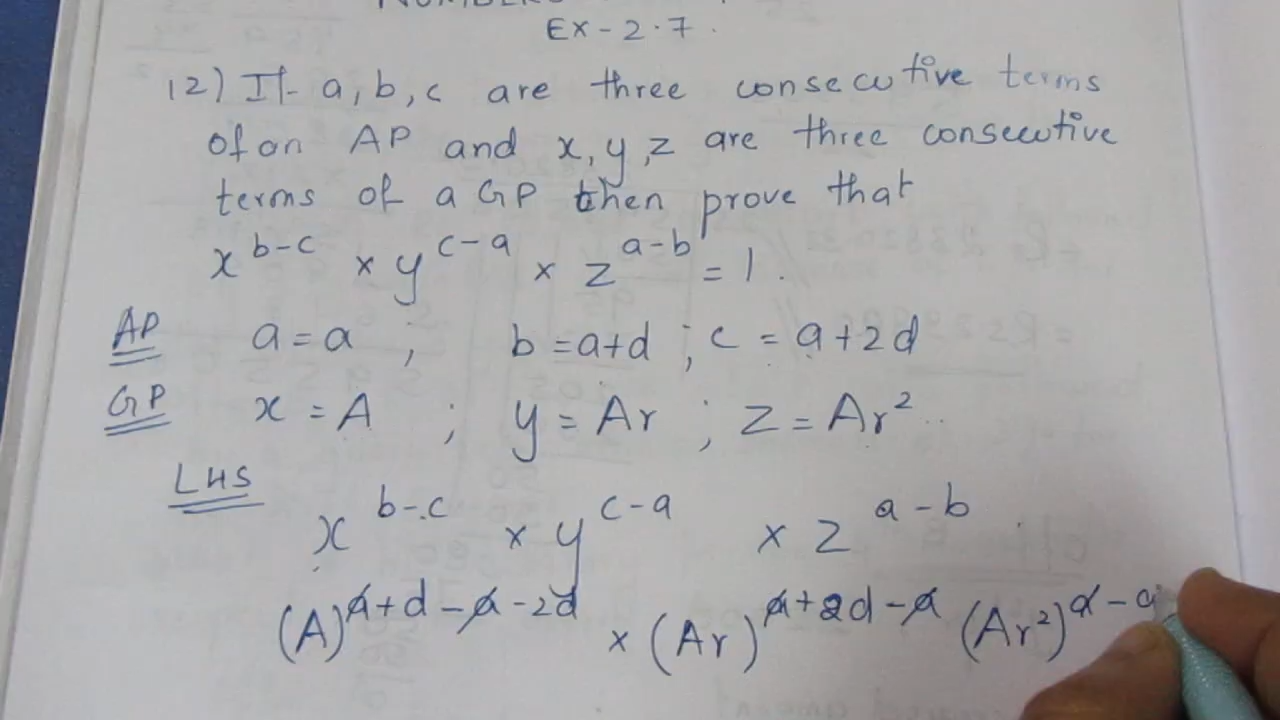 NUMBERS
Ex-2.7.
12) If a, b, c are three consecutive terms
of an AP and x, y, z are three consecutive
terms of a GP then prove that
x^{b-c} × y^{c-a} × z^{a-b} = 1.
AP a = a ; b = a+d ; c = a+2d
GP x = A ; y = Ar ; z = Ar²
LHS
x^{b-c} × y^{c-a} × z^{a-b}
(A)^{a+d-a-2d} × (Ar)^{a+2d-a} (Ar²)^{a-a